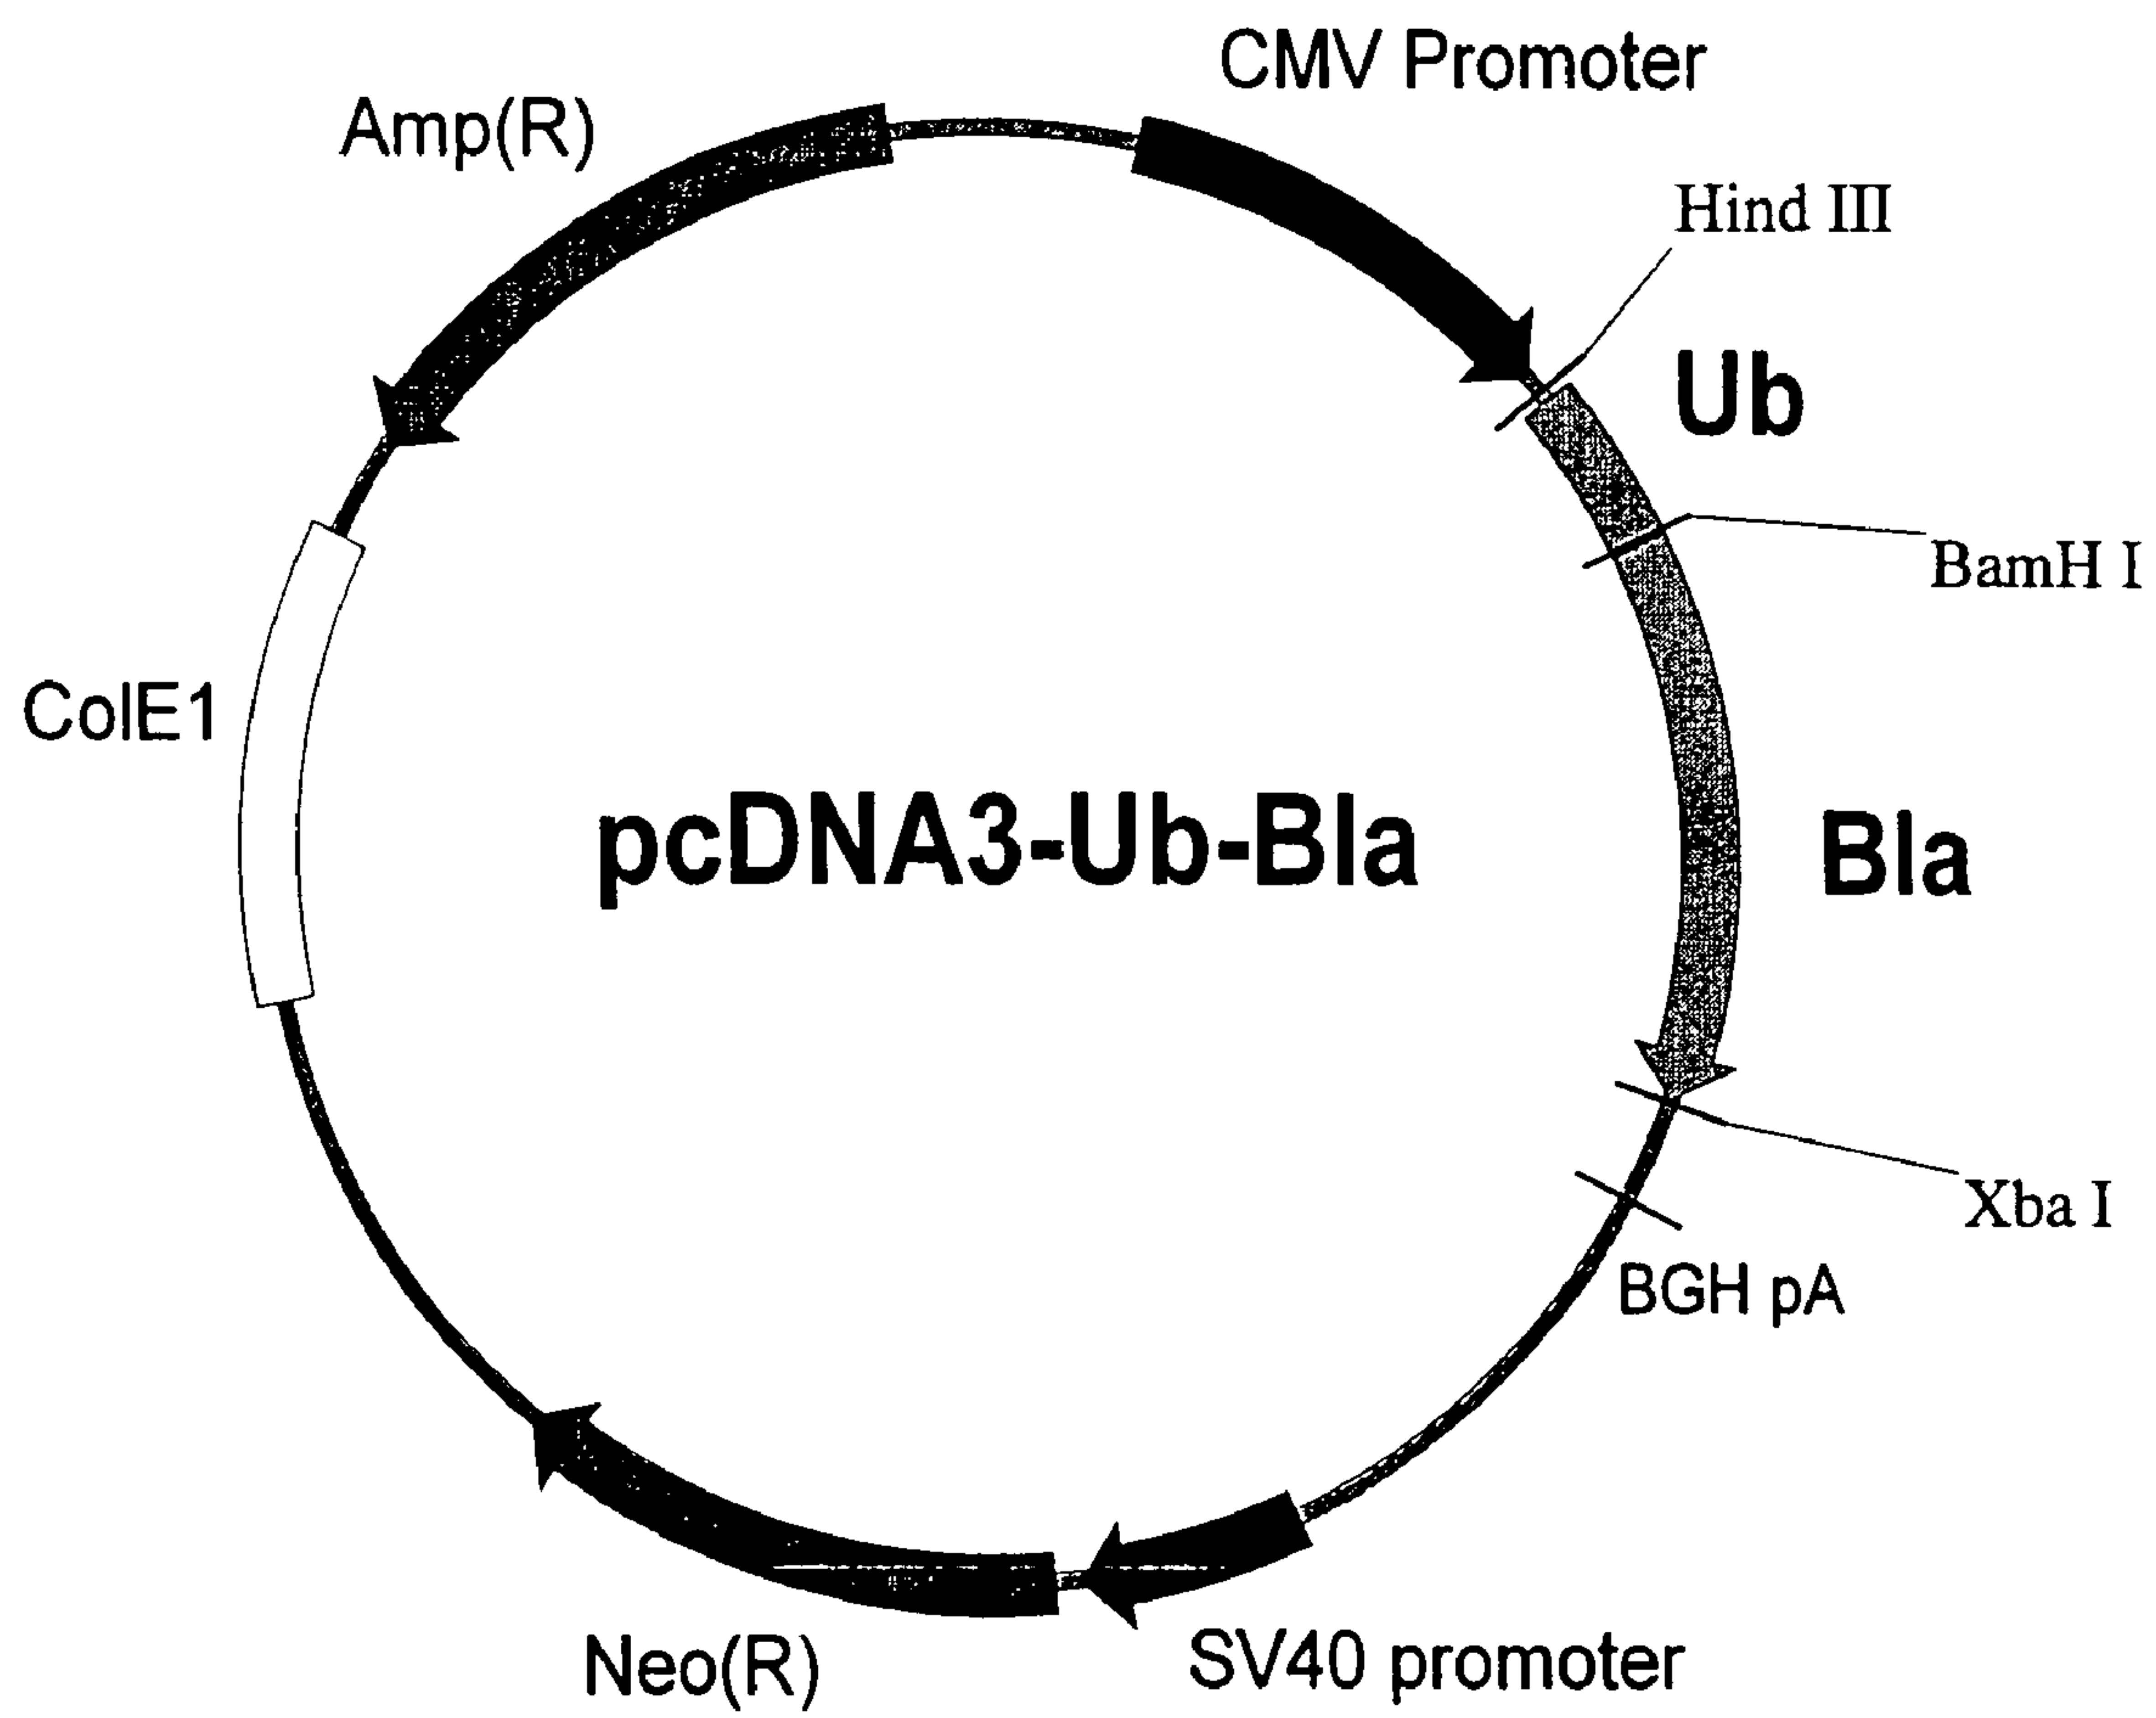 CMV Promoter
Amp(R)
Hind III
Ub
BamH I
ColE1
pcDNA3-Ub-Bla
Bla
Xba I
BGH pA
Neo(R)
SV40 promoter